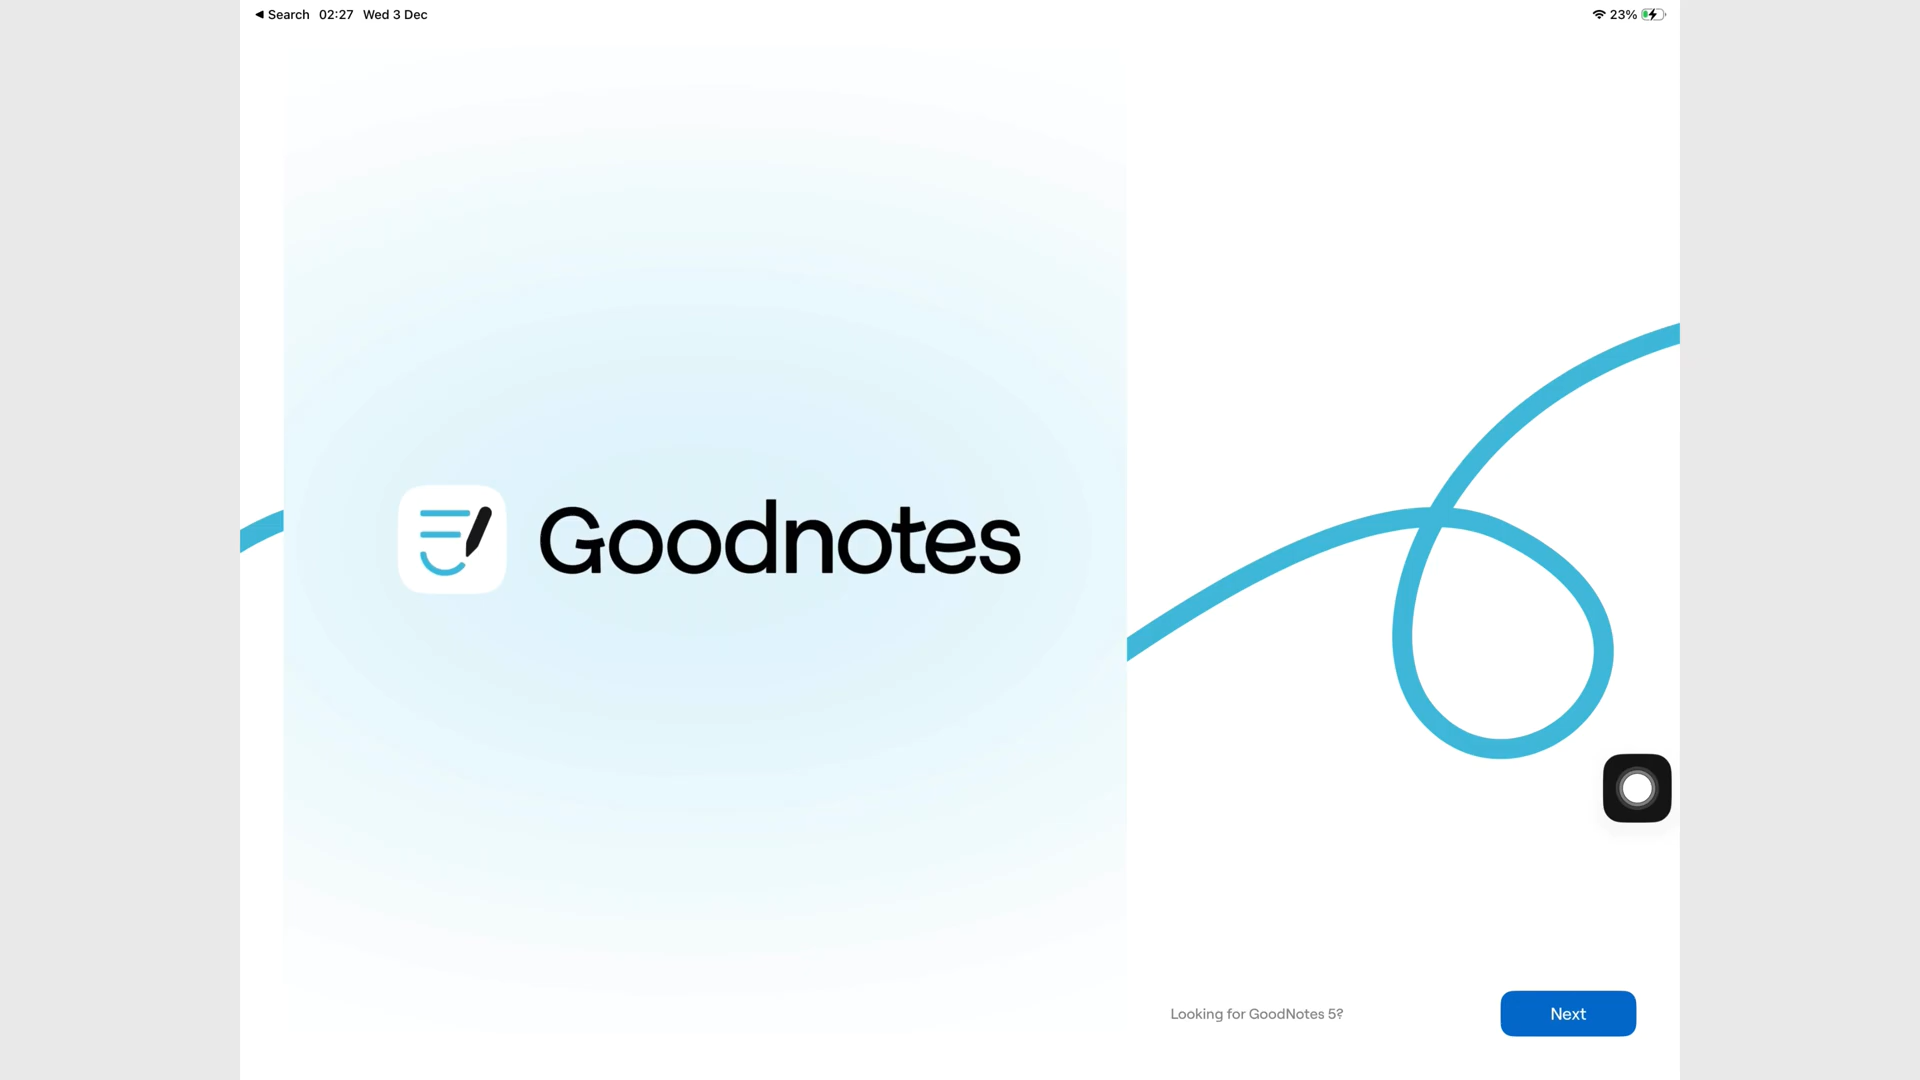 ◀ Search 02:27 Wed 3 Dec
23%
Goodnotes
Looking for GoodNotes 5?
Next